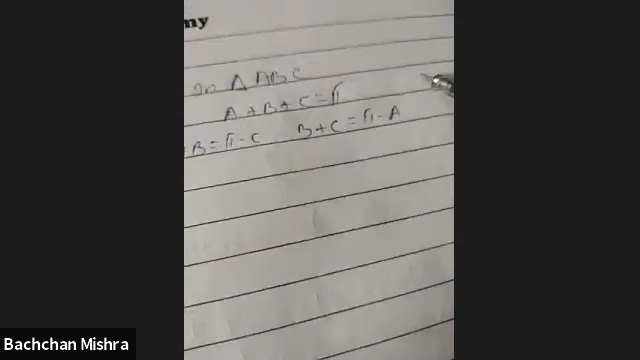 my
In Δ ABC
A + B + C = π
+ B = π - C B + C = π - A
Bachchan Mishra